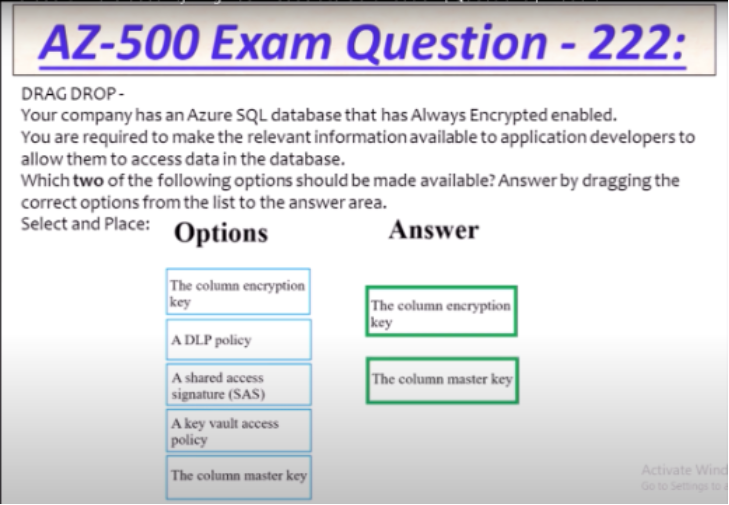 AZ-500 Exam Question - 222:
DRAG DROP -
Your company has an Azure SQL database that has Always Encrypted enabled.
You are required to make the relevant information available to application developers to
allow them to access data in the database.
Which two of the following options should be made available? Answer by dragging the
correct options from the list to the answer area.
Select and Place:
Options
The column encryption
key
A DLP policy
A shared access
signature (SAS)
A key vault access
policy
The column master key
Answer
The column encryption
key
The column master key
Activate Wind
Go to Settings to a